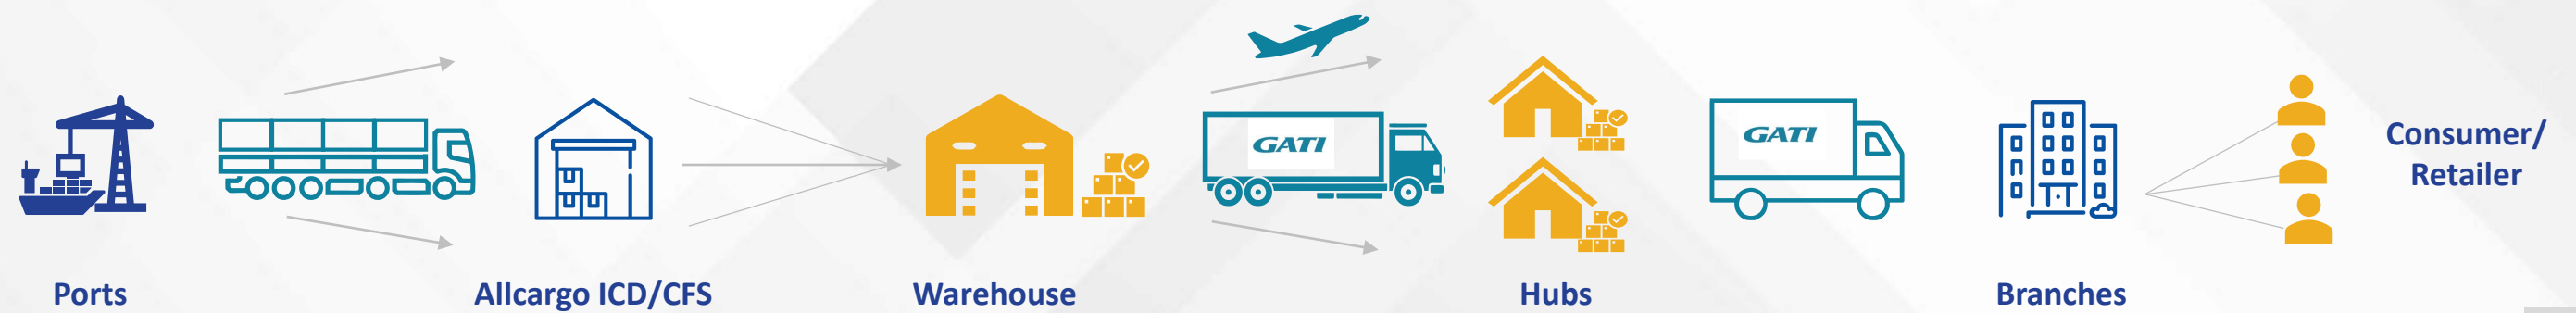 GATI
GATI
Consumer/
Retailer
Ports
Allcargo ICD/CFS
Warehouse
Hubs
Branches